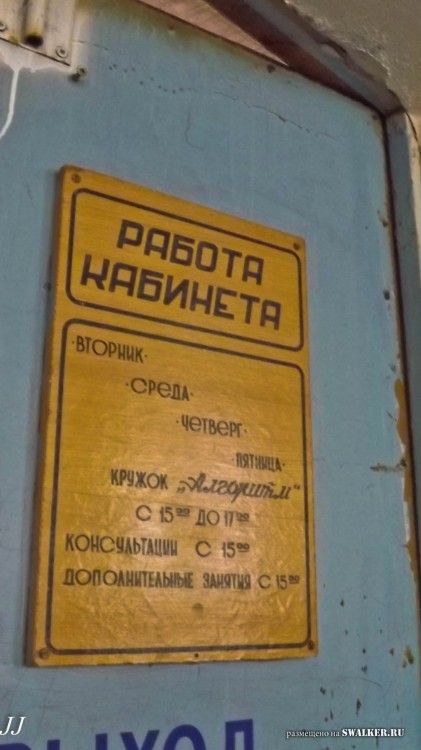 РАБОТА
КАБИНЕТА
·ВТОРНИК·
·СРЕДА·
·ЧЕТВЕРГ·
ПЯТНИЦА·
КРУЖОК „Алгоритм“
С 15⁰⁰ ДО 17⁰⁰
КОНСУЛЬТАЦИИ С 15⁰⁰
ДОПОЛНИТЕЛЬНЫЕ ЗАНЯТИЯ С 15⁰⁰
ВЫХОД
JJ
размещено на SWALKER.RU